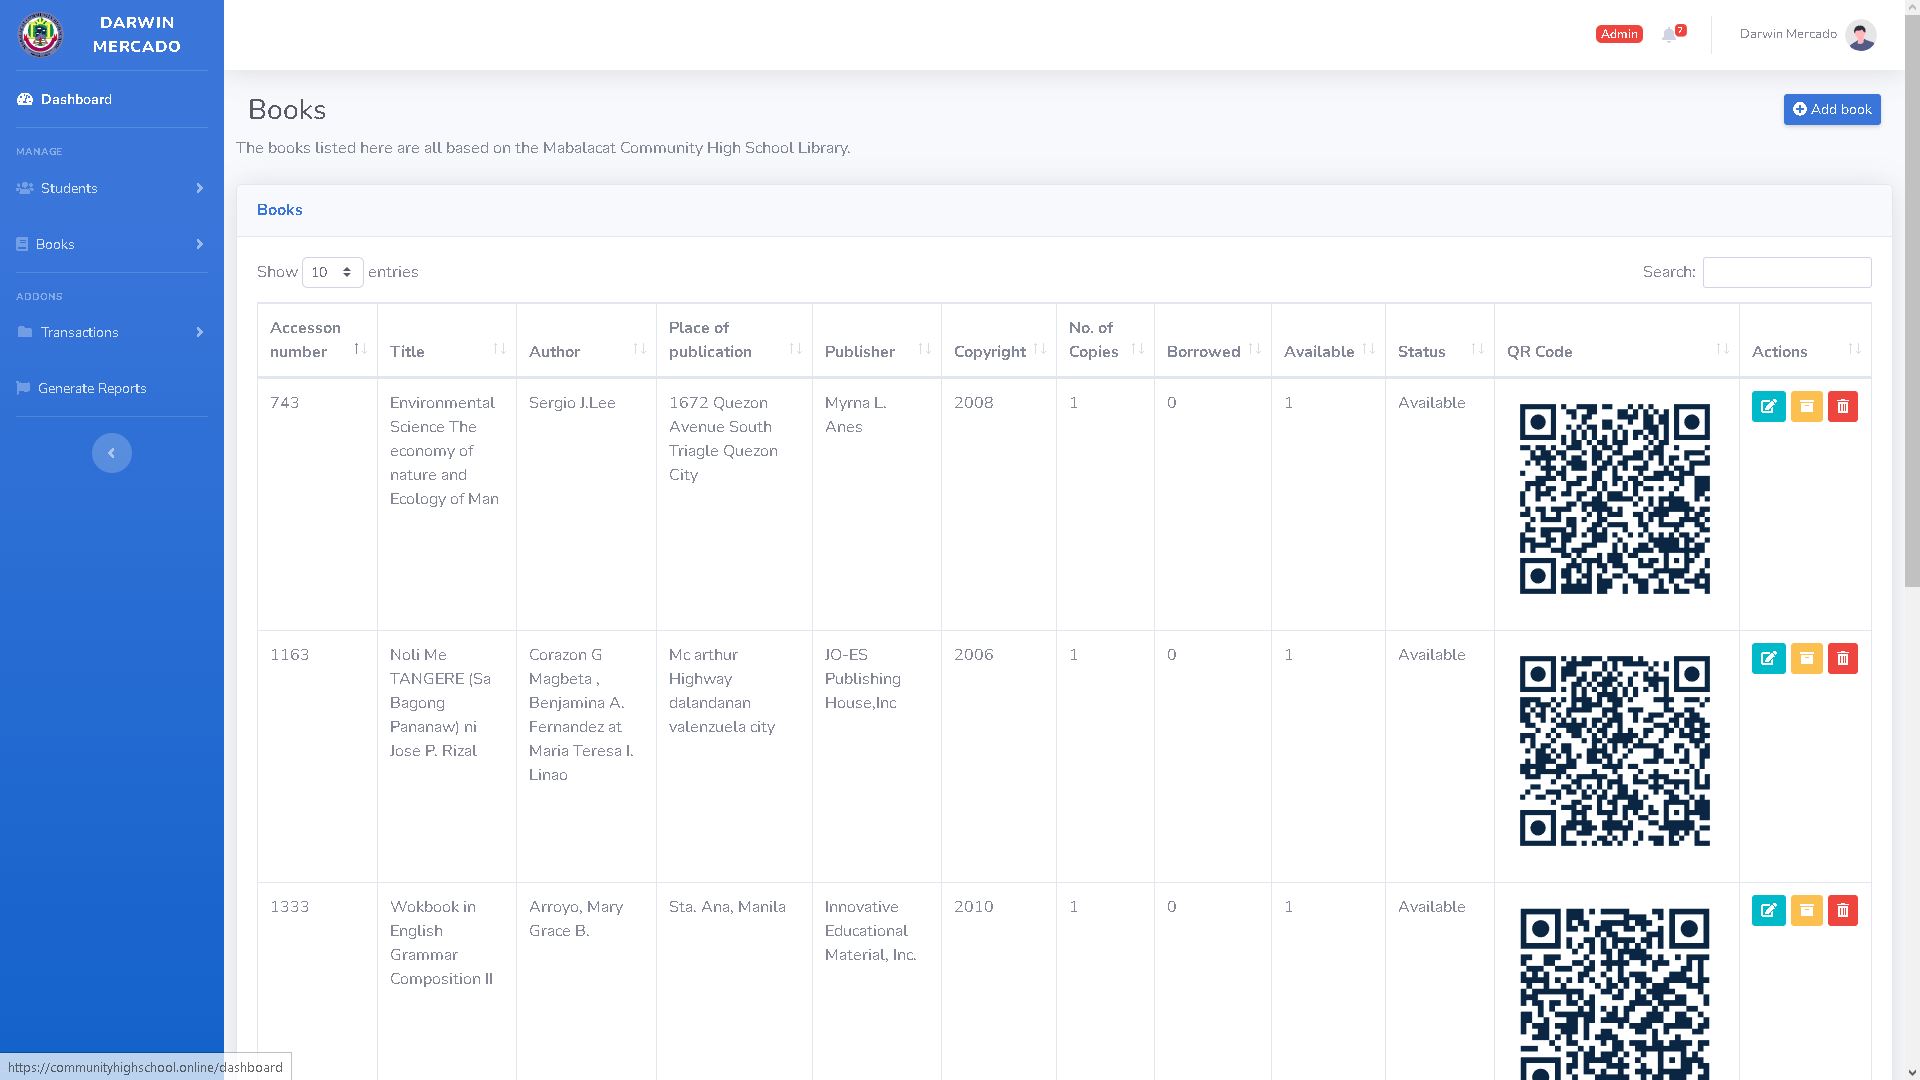 DARWIN
MERCADO
Admin
7
Darwin Mercado
Dashboard
MANAGE
Students
Books
ADDONS
Transactions
Generate Reports
Books
Add book
The books listed here are all based on the Mabalacat Community High School Library.
Books
Show 10 entries
Search:
Accesson number
Title
Author
Place of publication
Publisher
Copyright
No. of Copies
Borrowed
Available
Status
QR Code
Actions
743
Environmental
Science The
economy of
nature and
Ecology of Man
Sergio J.Lee
1672 Quezon
Avenue South
Triagle Quezon
City
Myrna L.
Anes
2008
1
0
1
Available
1163
Noli Me
TANGERE (Sa
Bagong
Pananaw) ni
Jose P. Rizal
Corazon G
Magbeta ,
Benjamina A.
Fernandez at
Maria Teresa I.
Linao
Mc arthur
Highway
dalandanan
valenzuela city
JO-ES
Publishing
House,Inc
2006
1
0
1
Available
1333
Wokbook in
English
Grammar
Composition II
Arroyo, Mary
Grace B.
Sta. Ana, Manila
Innovative
Educational
Material, Inc.
2010
1
0
1
Available
https://communityhighschool.online/dashboard